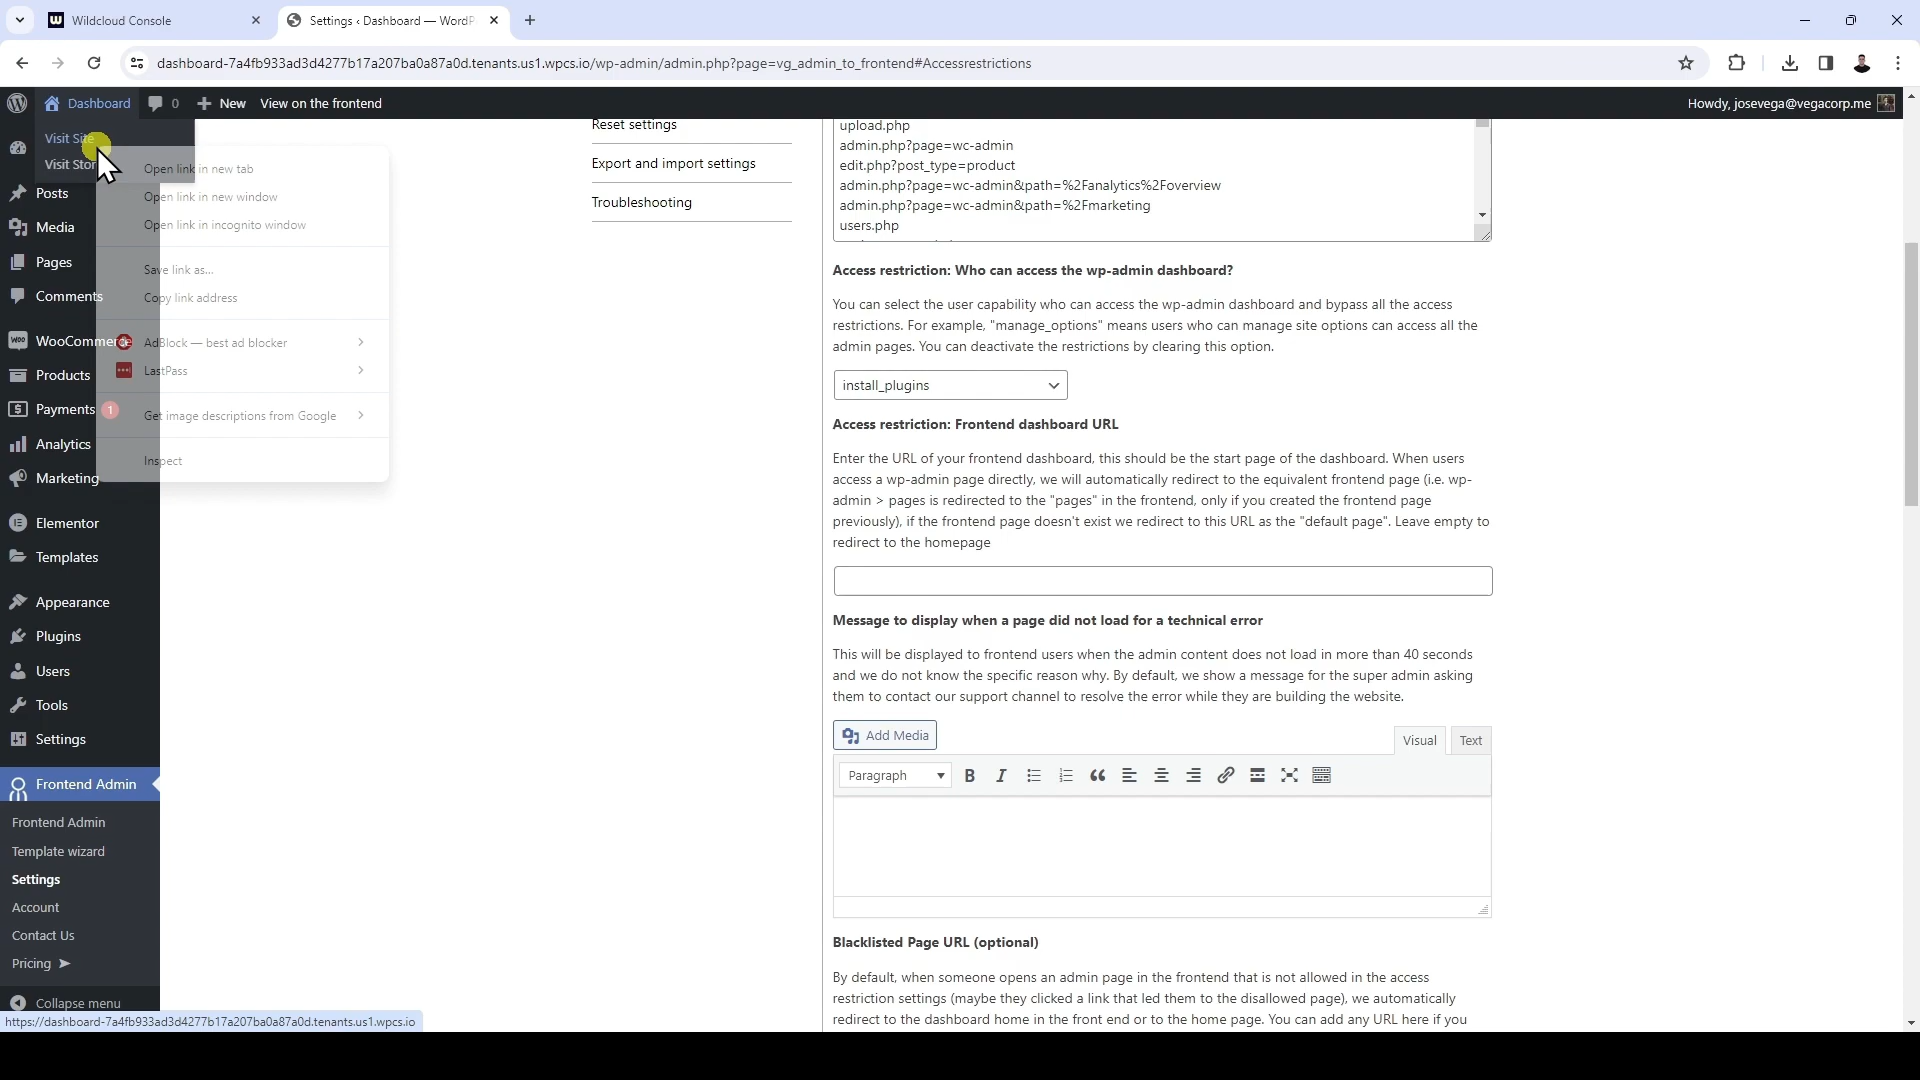 Wildcloud Console
Settings ‹ Dashboard — WordP
dashboard-7a4fb933ad3d4277b17a207ba0a87a0d.tenants.us1.wpcs.io/wp-admin/admin.php?page=vg_admin_to_frontend#Accessrestrictions
Dashboard
0
New
View on the frontend
Howdy, josevega@vegacorp.me
Visit Site
Visit Stor
Posts
Media
Pages
Comments
WooCommerce
Products
Payments
1
Analytics
Marketing
Elementor
Templates
Appearance
Plugins
Users
Tools
Settings
Frontend Admin
Frontend Admin
Template wizard
Settings
Account
Contact Us
Pricing ➤
Collapse menu
https://dashboard-7a4fb933ad3d4277b17a207ba0a87a0d.tenants.us1.wpcs.io
Open link in new tab
Open link in new window
Open link in incognito window
Save link as...
Copy link address
AdBlock — best ad blocker
LastPass
Get image descriptions from Google
Inspect
Reset settings
Export and import settings
Troubleshooting
upload.php
admin.php?page=wc-admin
edit.php?post_type=product
admin.php?page=wc-admin&path=%2Fanalytics%2Foverview
admin.php?page=wc-admin&path=%2Fmarketing
users.php
Access restriction: Who can access the wp-admin dashboard?
You can select the user capability who can access the wp-admin dashboard and bypass all the access
restrictions. For example, "manage_options" means users who can manage site options can access all the
admin pages. You can deactivate the restrictions by clearing this option.
install_plugins
Access restriction: Frontend dashboard URL
Enter the URL of your frontend dashboard, this should be the start page of the dashboard. When users
access a wp-admin page directly, we will automatically redirect to the equivalent frontend page (i.e. wp-
admin > pages is redirected to the "pages" in the frontend, only if you created the frontend page
previously), if the frontend page doesn't exist we redirect to this URL as the "default page". Leave empty to
redirect to the homepage
Message to display when a page did not load for a technical error
This will be displayed to frontend users when the admin content does not load in more than 40 seconds
and we do not know the specific reason why. By default, we show a message for the super admin asking
them to contact our support channel to resolve the error while they are building the website.
Add Media
Visual
Text
Paragraph
B
I
Blacklisted Page URL (optional)
By default, when someone opens an admin page in the frontend that is not allowed in the access
restriction settings (maybe they clicked a link that led them to the disallowed page), we automatically
redirect to the dashboard home in the front end or to the home page. You can add any URL here if you